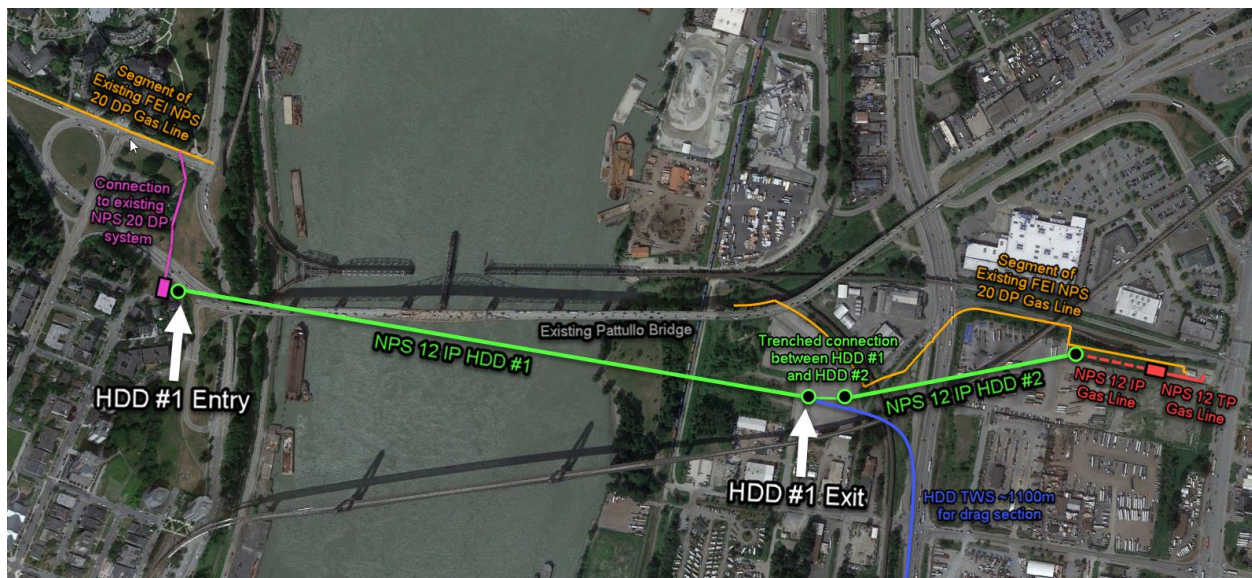 Segment of
Existing FEI NPS
20 DP Gas Line
Connection
to existing
NPS 20 DP
system
HDD #1 Entry
NPS 12 IP HDD #1
Existing Pattullo Bridge
Trenched connection
between HDD #1
and HDD #2
HDD #1 Exit
NPS 12 IP HDD #2
Segment of
Existing FEI NPS
20 DP Gas Line
NPS 12 IP
Gas Line
NPS 12 TP
Gas Line
HDD TWS ~1100m
for drag section